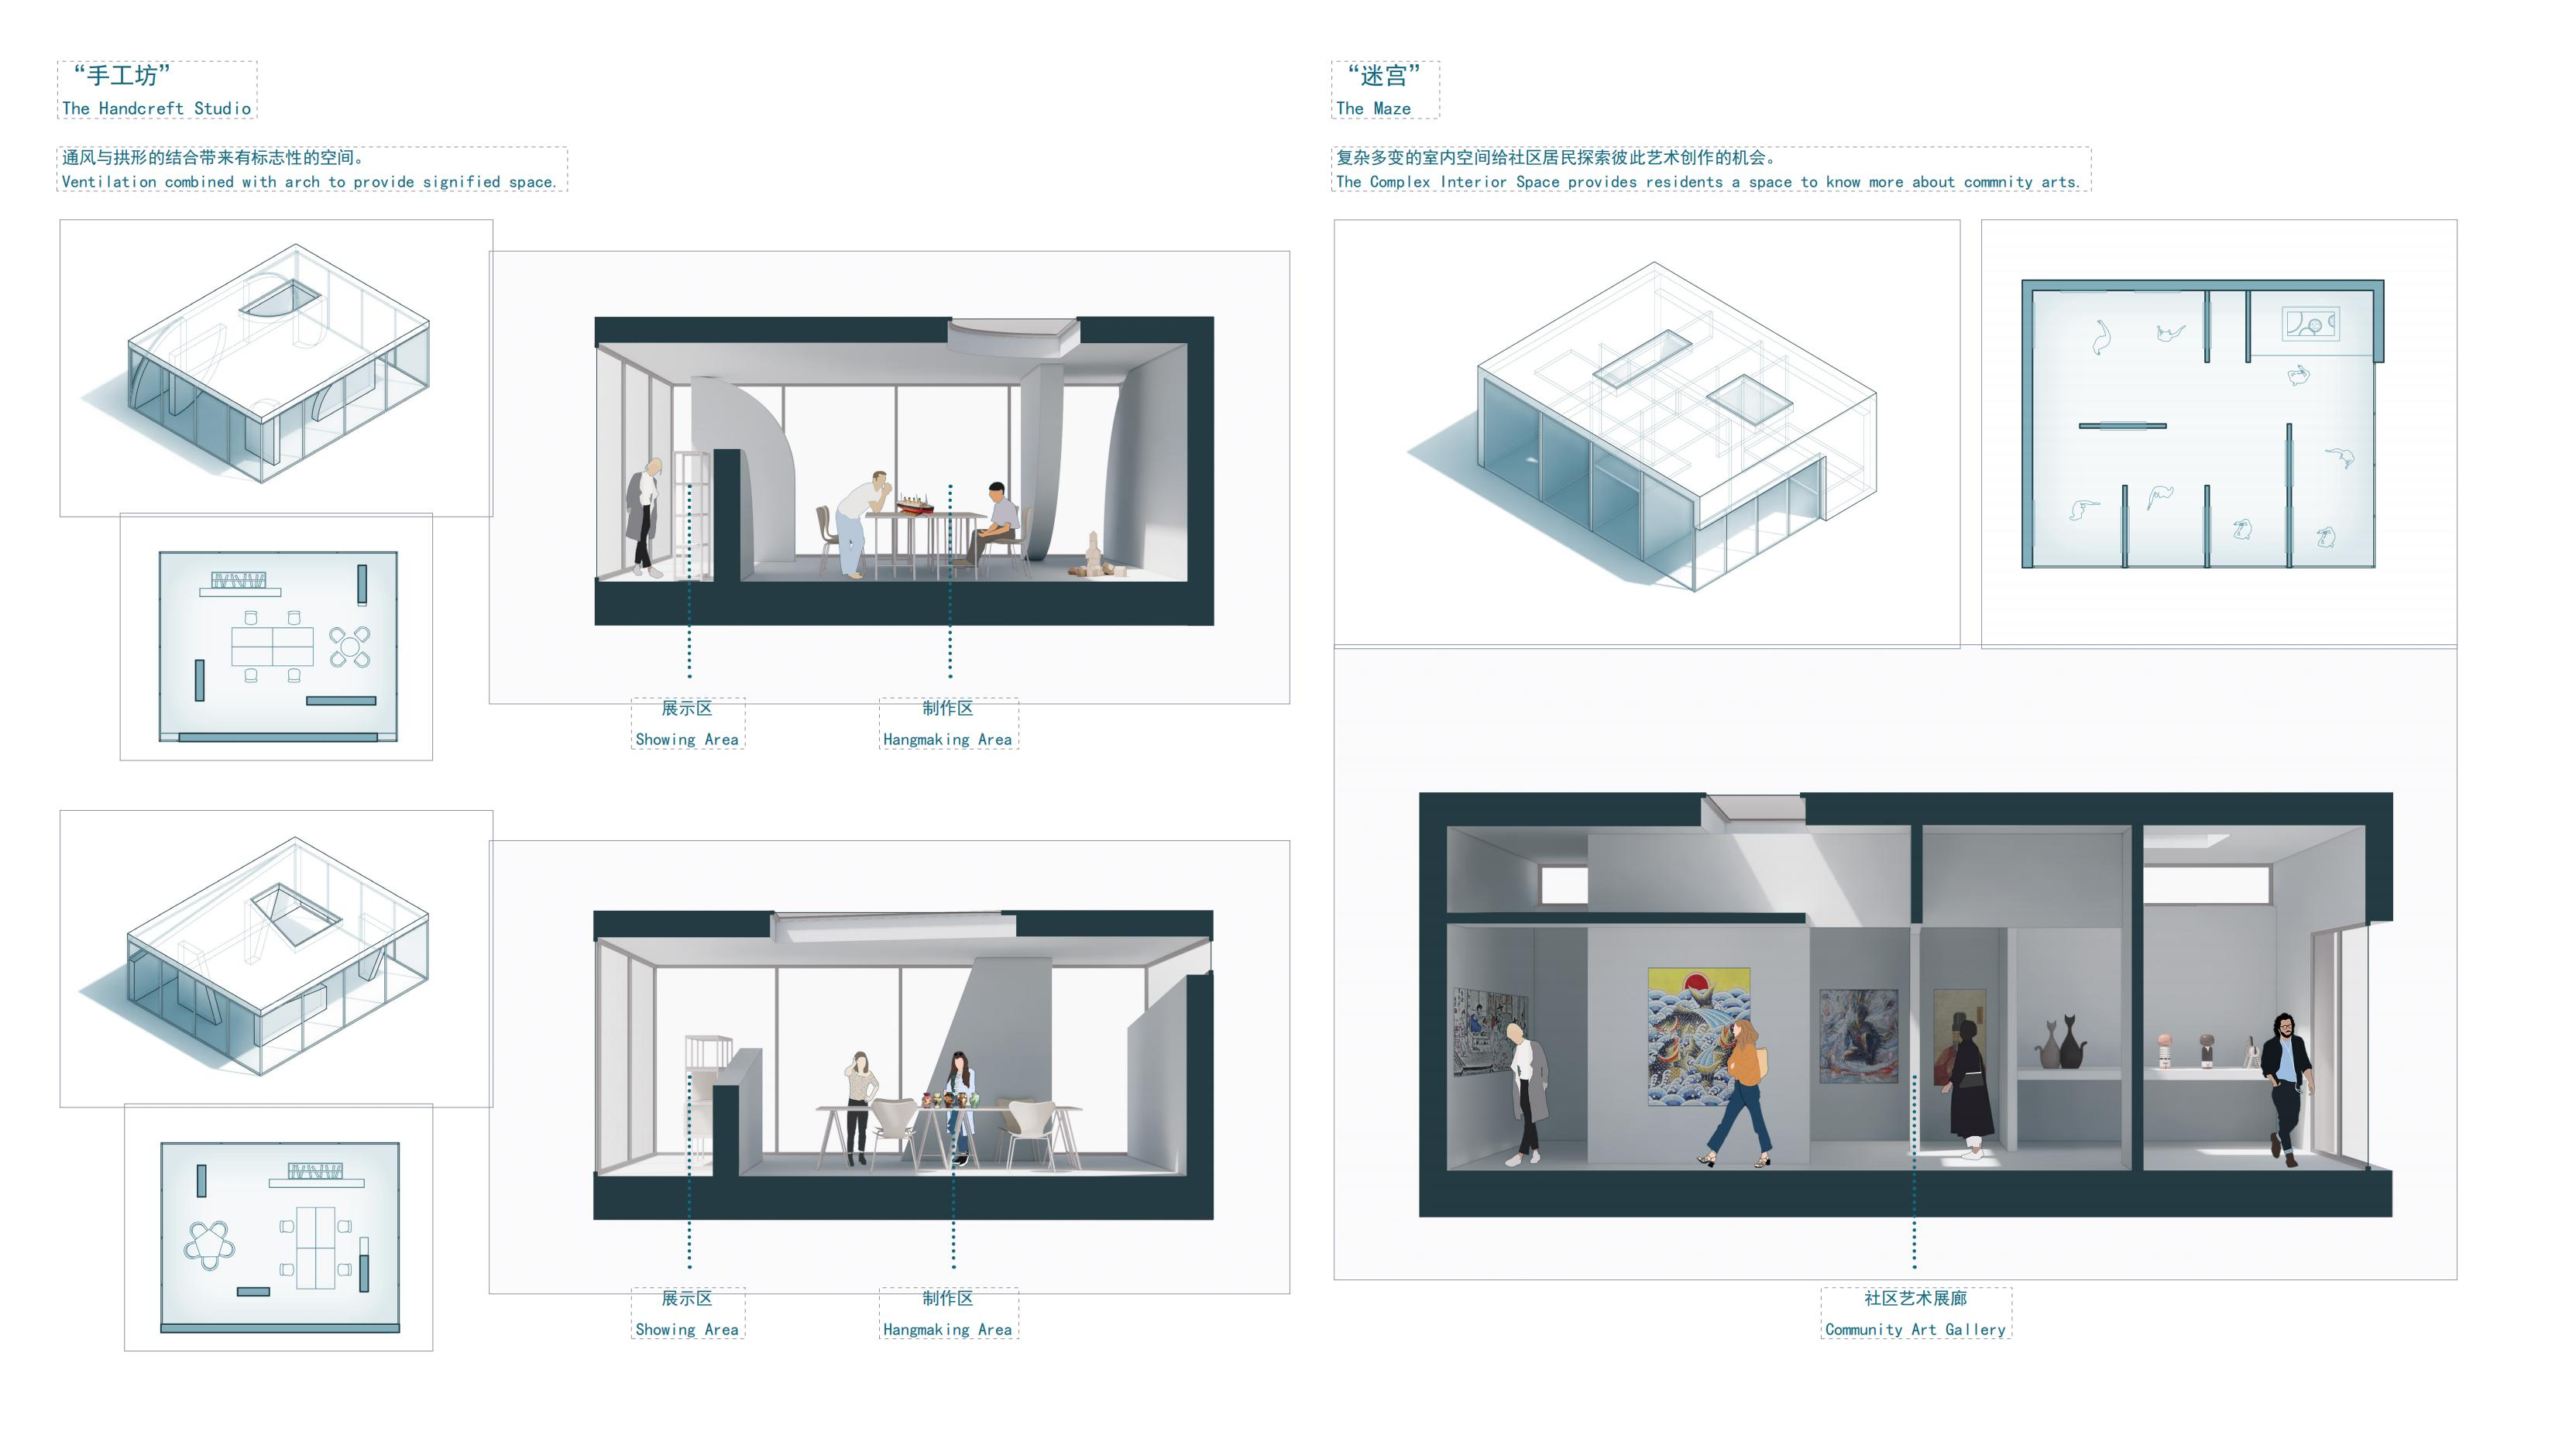 “手工坊”
The Handcreft Studio
通风与拱形的结合带来有标志性的空间。
Ventilation combined with arch to provide signified space.
展示区
Showing Area
制作区
Hangmaking Area
展示区
Showing Area
制作区
Hangmaking Area
“迷宫”
The Maze
复杂多变的室内空间给社区居民探索彼此艺术创作的机会。
The Complex Interior Space provides residents a space to know more about commnity arts.
社区艺术展廊
Community Art Gallery